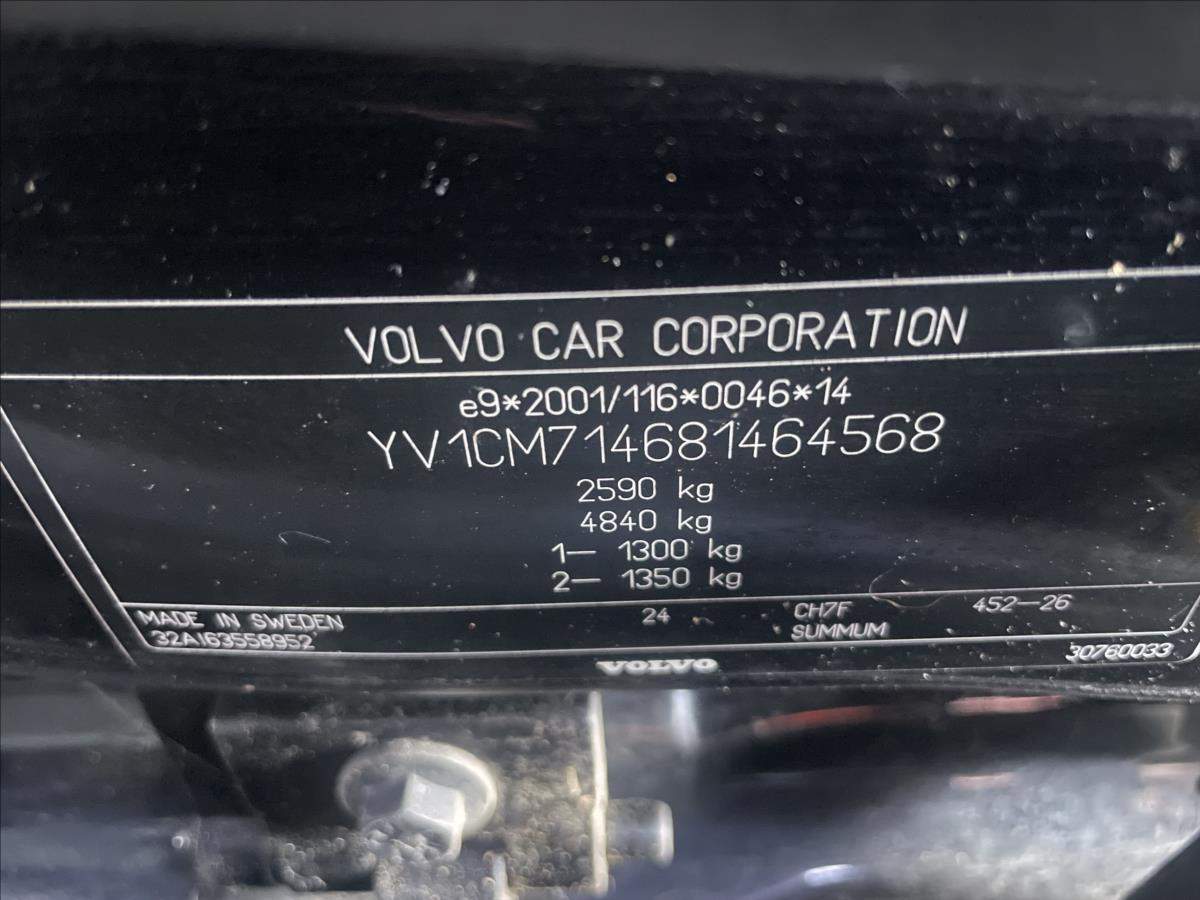 VOLVO CAR CORPORATION
e9*2001/116*0046*14
YV1CM714681464568
2590 kg
4840 kg
1— 1300 kg
2— 1350 kg
MADE IN SWEDEN 24 CH7F 452—26
32AI63558952 SUMMUM
VOLVO 30760033